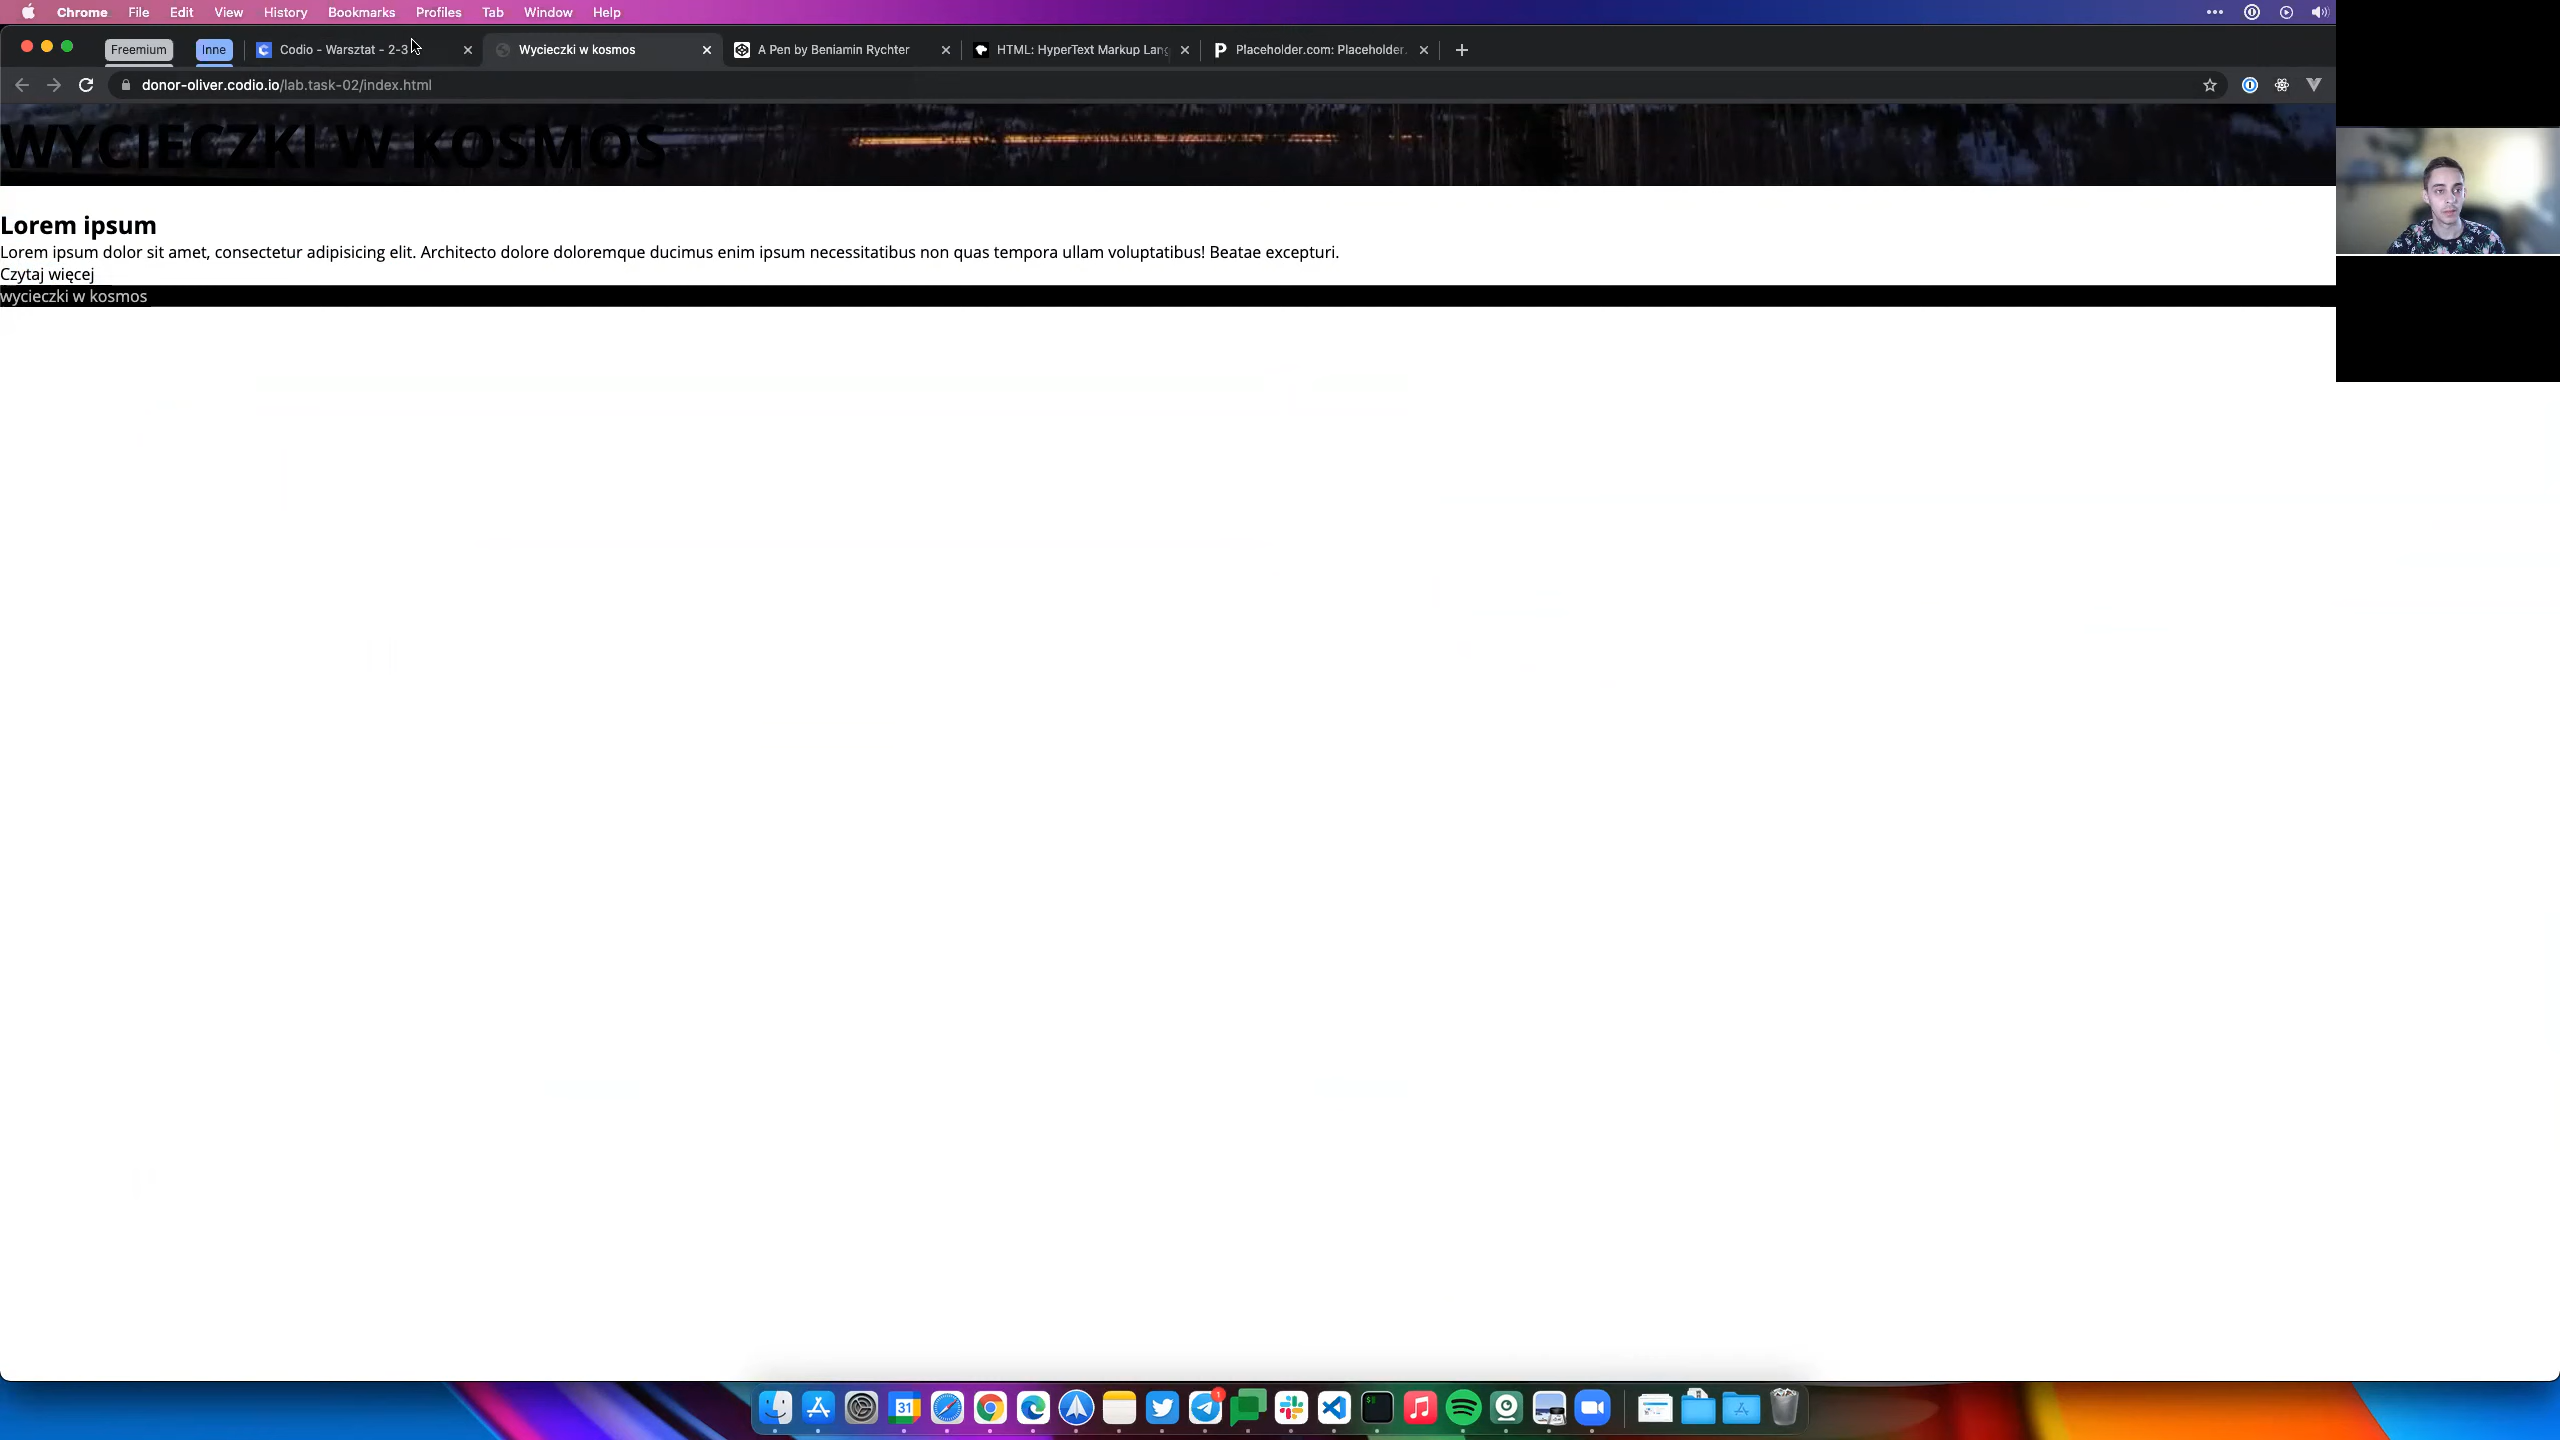 Chrome File Edit View History Bookmarks Profiles Tab Window Help
Freemium Inne Codio - Warsztat - 2-3 Wycieczki w kosmos A Pen by Beniamin Rychter HTML: HyperText Markup Lang Placeholder.com: Placeholder.
donor-oliver.codio.io/lab.task-02/index.html
WYCIECZKI W KOSMOS
Lorem ipsum
Lorem ipsum dolor sit amet, consectetur adipisicing elit. Architecto dolore doloremque ducimus enim ipsum necessitatibus non quas tempora ullam voluptatibus! Beatae excepturi.
Czytaj więcej
wycieczki w kosmos
31
1